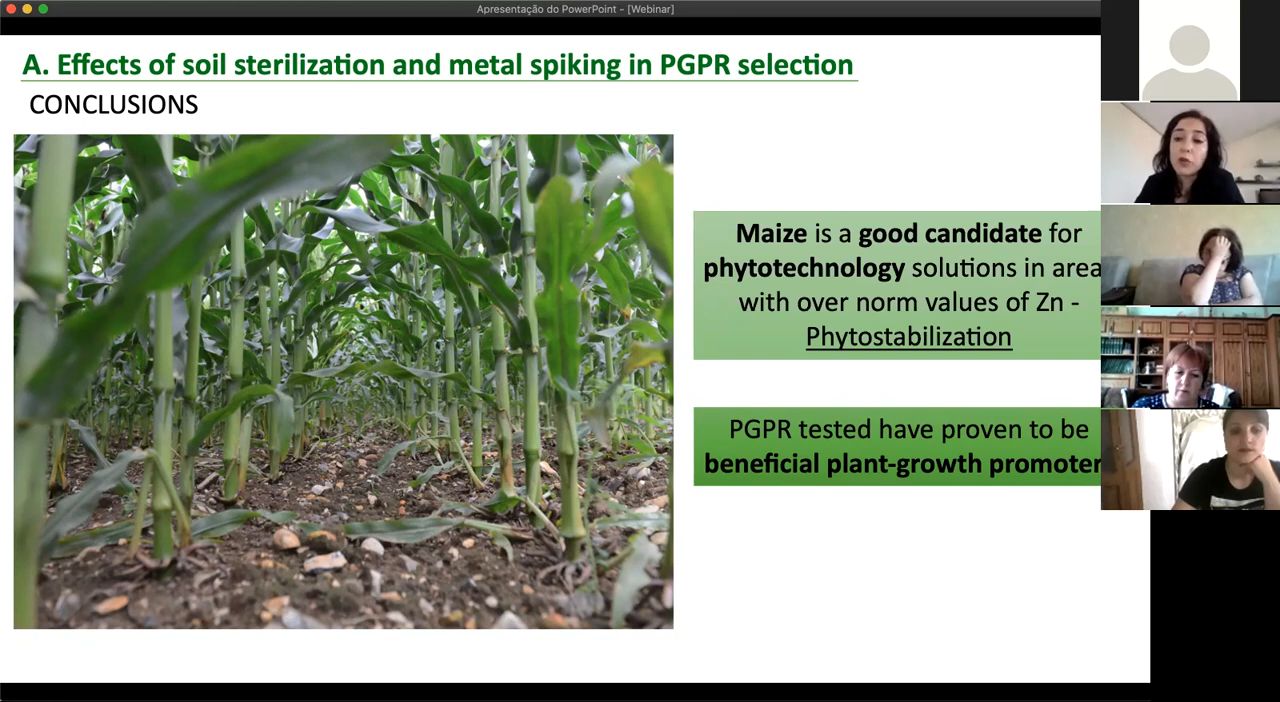 Apresentação do PowerPoint - [Webinar]
A. Effects of soil sterilization and metal spiking in PGPR selection
CONCLUSIONS
Maize is a good candidate for
phytotechnology solutions in area
with over norm values of Zn -
Phytostabilization
PGPR tested have proven to be
beneficial plant-growth promoter